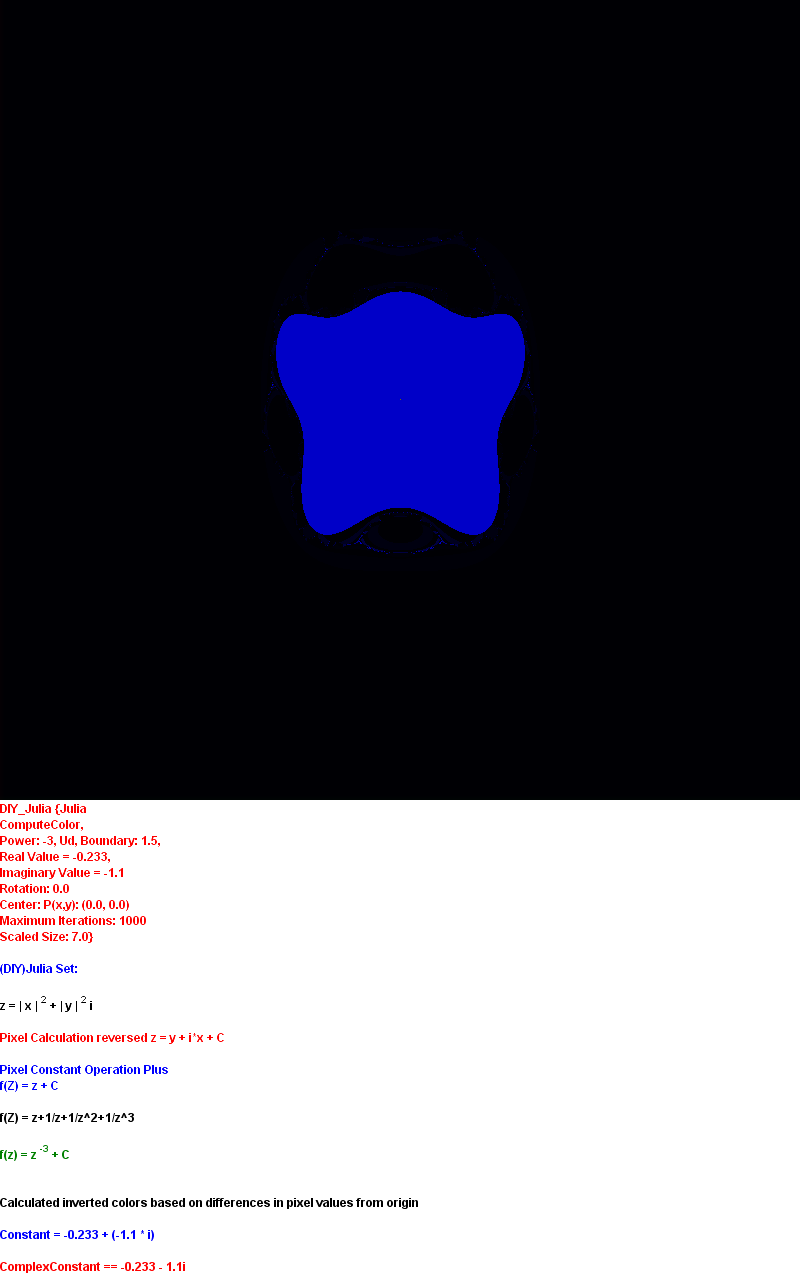 DIY_Julia {Julia
ComputeColor,
Power: -3, Ud, Boundary: 1.5,
Real Value = -0.233,
Imaginary Value = -1.1
Rotation: 0.0
Center: P(x,y): (0.0, 0.0)
Maximum Iterations: 1000
Scaled Size: 7.0}
(DIY)Julia Set:
z = | x | 2 + | y | 2 i
Pixel Calculation reversed z = y + i*x + C
Pixel Constant Operation Plus
f(Z) = z + C
f(Z) = z+1/z+1/z^2+1/z^3
f(z) = z -3 + C
Calculated inverted colors based on differences in pixel values from origin
Constant = -0.233 + (-1.1 * i)
ComplexConstant == -0.233 - 1.1i